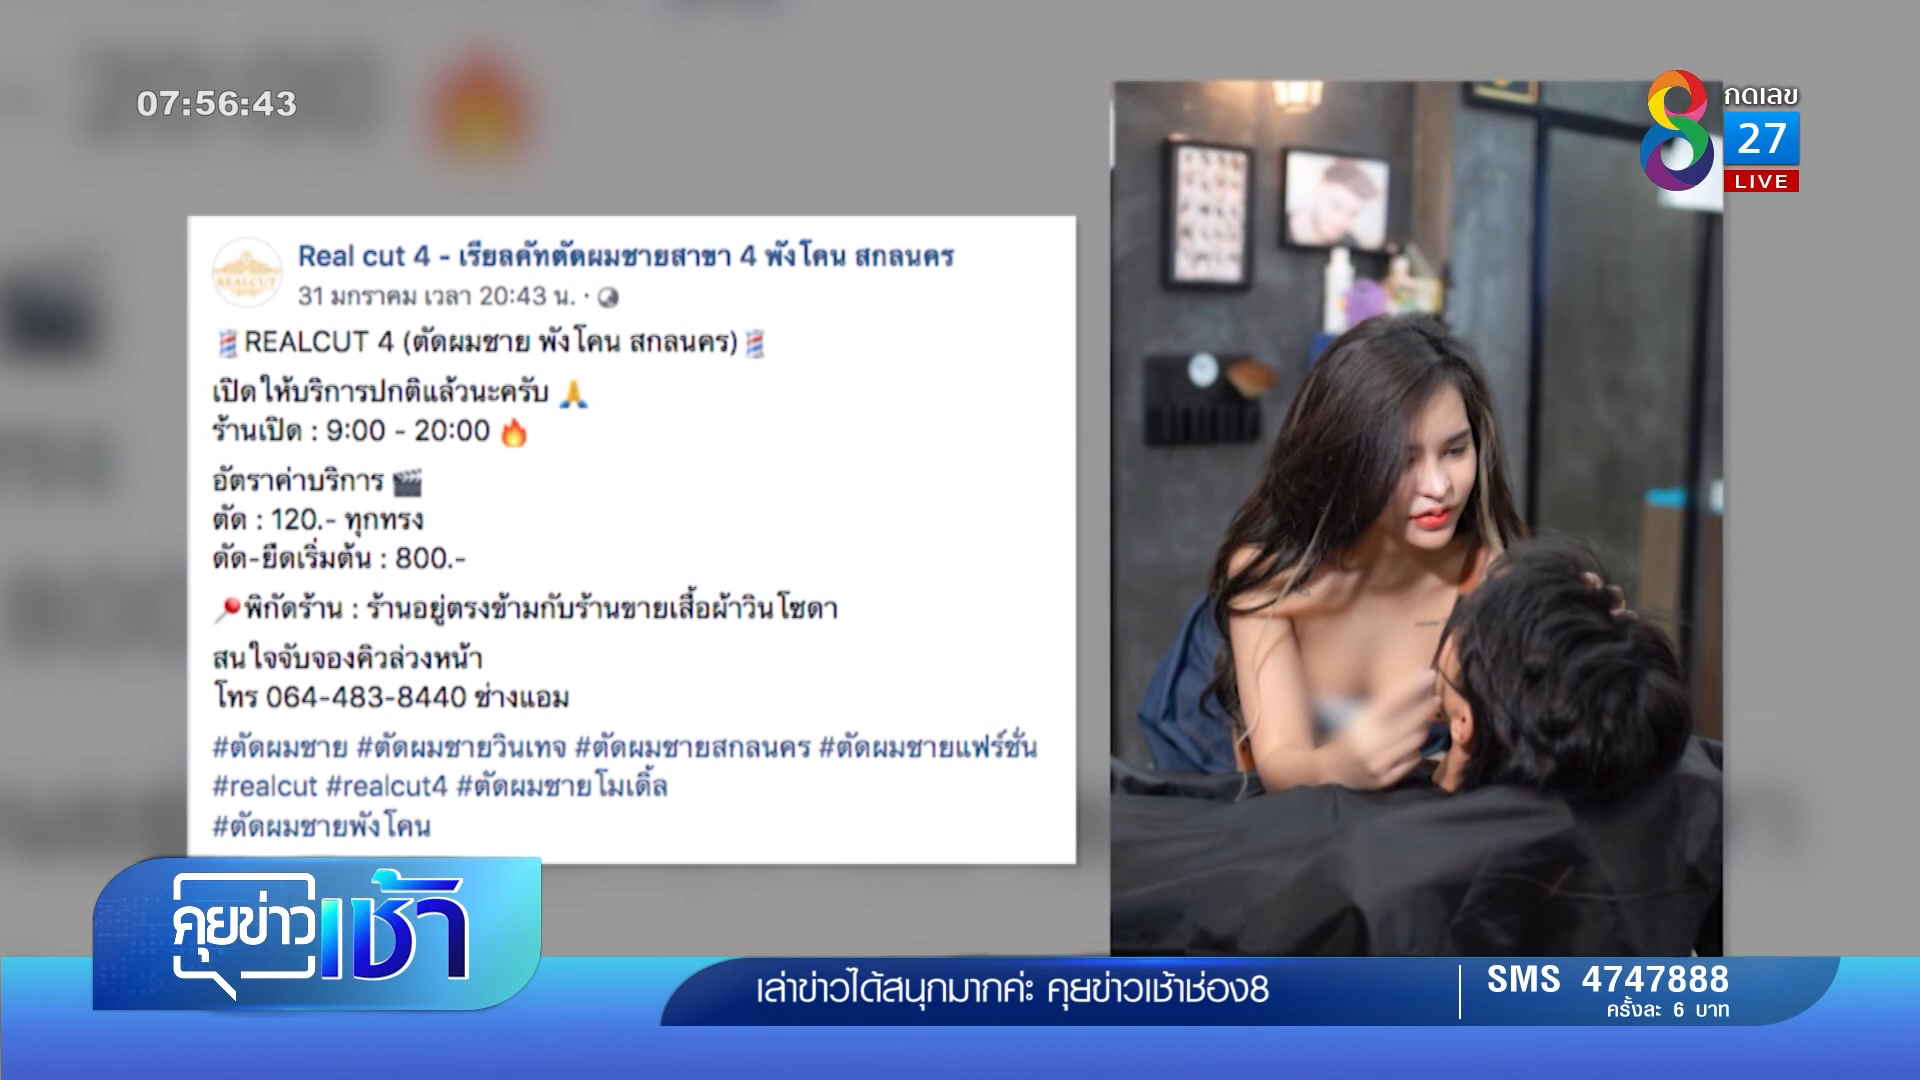 07:56:43
กดเลข
27
LIVE
Real cut 4 - เรียลคัทตัดผมชายสาขา 4 พังโคน สกลนคร
31 มกราคม เวลา 20:43 น. ·
REALCUT
💈REALCUT 4 (ตัดผมชาย พังโคน สกลนคร)💈
เปิดให้บริการปกติแล้วนะครับ 🙏
ร้านเปิด : 9:00 - 20:00 🔥
อัตราค่าบริการ 🎬
ตัด : 120.- ทุกทรง
ดัด-ยืดเริ่มต้น : 800.-
📍พิกัดร้าน : ร้านอยู่ตรงข้ามกับร้านขายเสื้อผ้าวินโซดา
สนใจจับจองคิวล่วงหน้า
โทร 064-483-8440 ช่างแอม
#ตัดผมชาย #ตัดผมชายวินเทจ #ตัดผมชายสกลนคร #ตัดผมชายแฟร์ชั่น
#realcut #realcut4 #ตัดผมชายโมเดิ้ล
#ตัดผมชายพังโคน
คุยข่าวเช้า
เล่าข่าวได้สนุกมากค่ะ คุยข่าวเช้าช่อง8
SMS 4747888
ครั้งละ 6 บาท